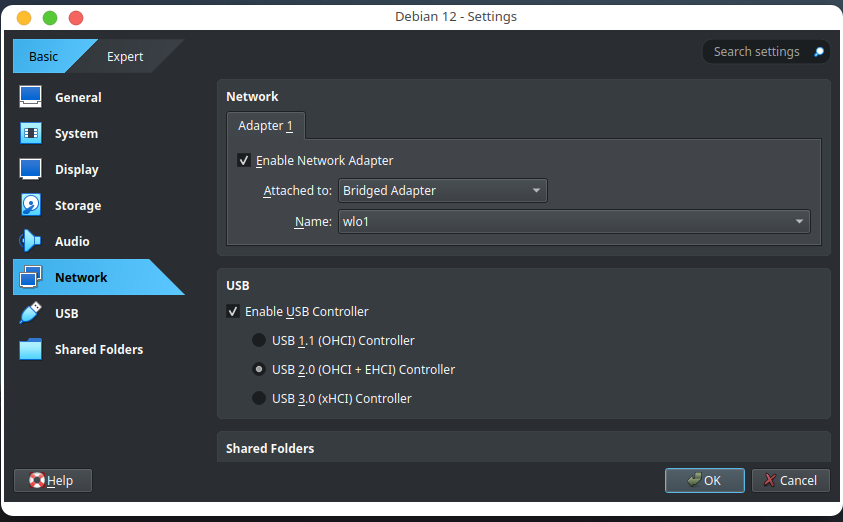 Debian 12 - Settings
Basic
Expert
Search settings
General
System
Display
Storage
Audio
Network
USB
Shared Folders
Network
Adapter 1
Enable Network Adapter
Attached to: Bridged Adapter
Name: wlo1
USB
Enable USB Controller
USB 1.1 (OHCI) Controller
USB 2.0 (OHCI + EHCI) Controller
USB 3.0 (xHCI) Controller
Shared Folders
Help
OK
Cancel